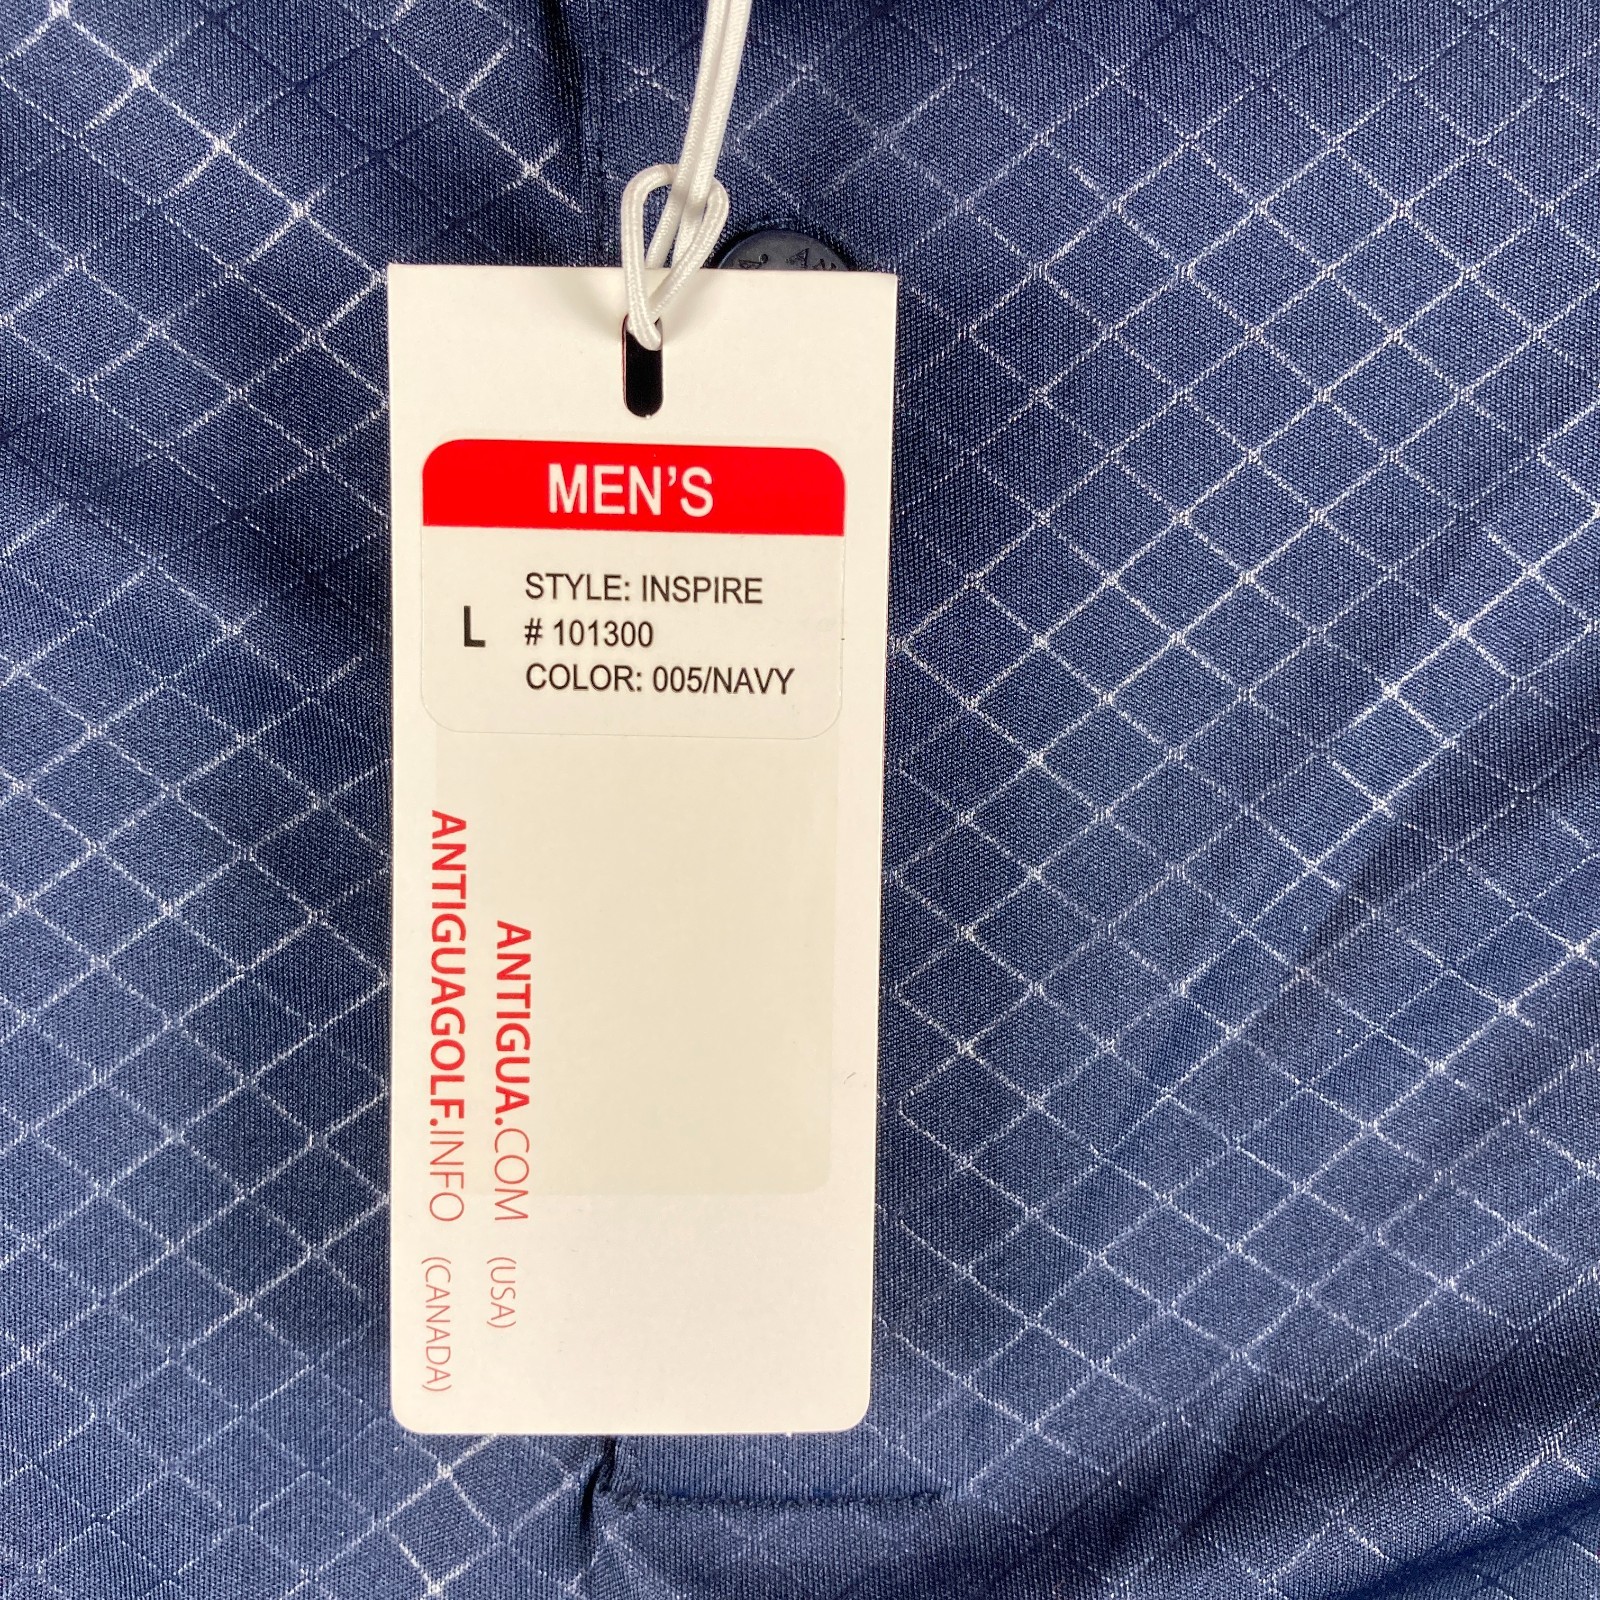 MEN'S
L
STYLE: INSPIRE
# 101300
COLOR: 005/NAVY
ANTIGUA.COM (USA)
ANTIGUAGOLF.INFO (CANADA)